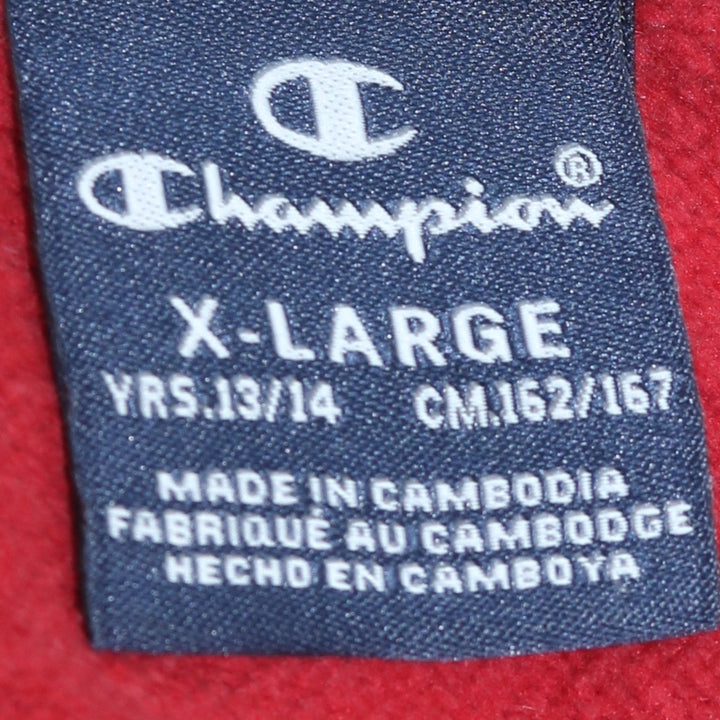 Champion®
X-LARGE
YRS.13/14 CM.162/167
MADE IN CAMBODIA
FABRIQUÉ AU CAMBODGE
HECHO EN CAMBOYA